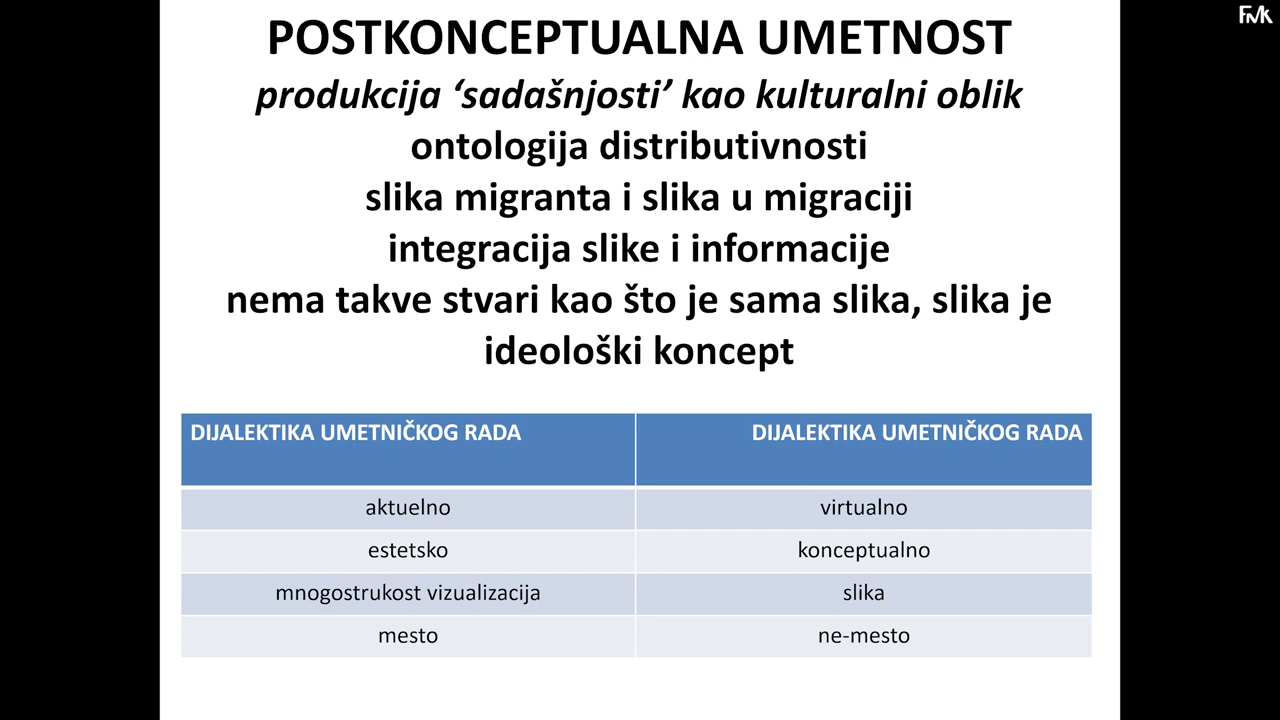 FMK
POSTKONCEPTUALNA UMETNOST
produkcija ‘sadašnjosti’ kao kulturalni oblik
ontologija distributivnosti
slika migranta i slika u migraciji
integracija slike i informacije
nema takve stvari kao što je sama slika, slika je
ideološki koncept
DIJALEKTIKA UMETNIČKOG RADA DIJALEKTIKA UMETNIČKOG RADA
aktuelno virtualno
estetsko konceptualno
mnogostrukost vizualizacija slika
mesto ne-mesto